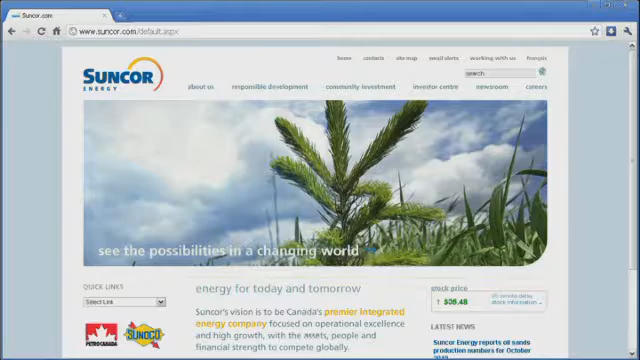 Suncor.com
www.suncor.com/default.aspx
home contacts site map email alerts working with us français
search
SUNCOR
ENERGY
about us responsible development community investment investor centre newsroom careers
see the possibilities in a changing world
QUICK LINKS
Select Link
PETRO-CANADA
SUNOCO
energy for today and tomorrow
Suncor's vision is to be Canada's premier integrated
energy company focused on operational excellence
and high growth, with the assets, people and
financial strength to compete globally.
stock price
minute delay
stock information
LATEST NEWS
Suncor Energy reports oil sands
production numbers for October